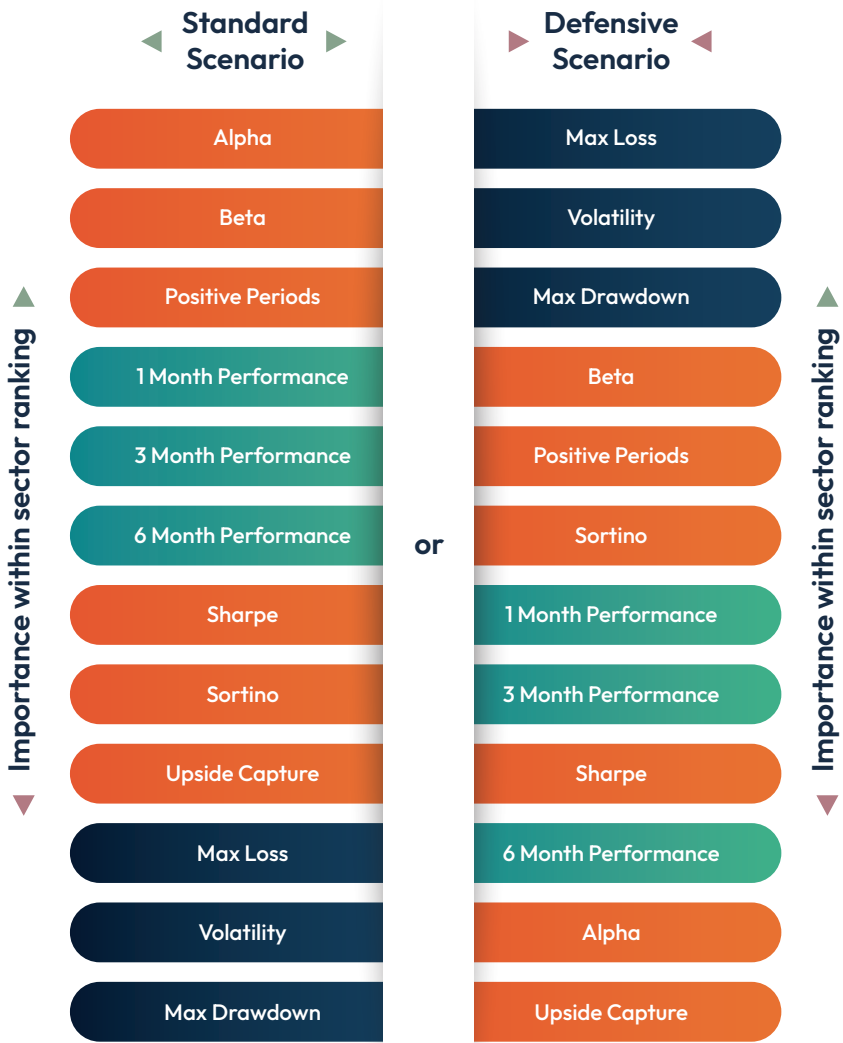 Standard
Scenario
Defensive
Scenario
Importance within sector ranking
Alpha
Beta
Positive Periods
1 Month Performance
3 Month Performance
6 Month Performance
Sharpe
Sortino
Upside Capture
Max Loss
Volatility
Max Drawdown
or
Max Loss
Volatility
Max Drawdown
Beta
Positive Periods
Sortino
1 Month Performance
3 Month Performance
Sharpe
6 Month Performance
Alpha
Upside Capture
Importance within sector ranking